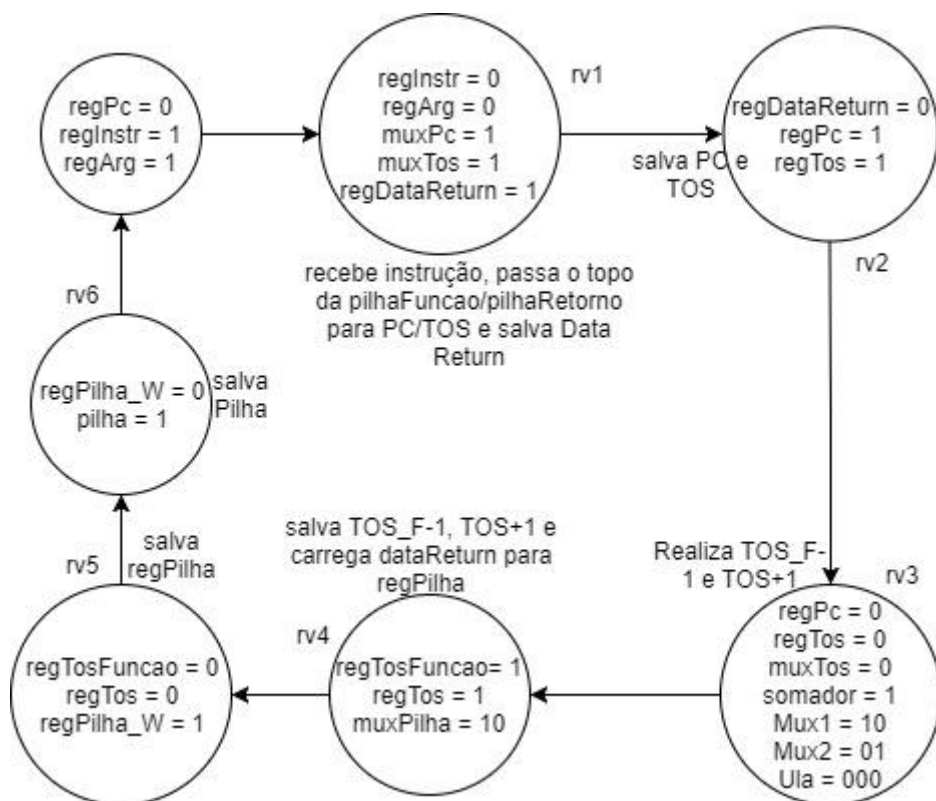 regPc = 0
regInstr = 1
regArg = 1
regInstr = 0
regArg = 0
muxPc = 1
muxTos = 1
regDataReturn = 1
rv1
salva PC e
TOS
regDataReturn = 0
regPc = 1
regTos = 1
rv2
recebe instrução, passa o topo
da pilhaFuncao/pilhaRetorno
para PC/TOS e salva Data
Return
rv6
regPilha_W = 0
pilha = 1
salva
Pilha
salva
regPilha
rv5
salva TOS_F-1, TOS+1 e
carrega dataReturn para
regPilha
Realiza TOS_F-
1 e TOS+1
rv3
regPc = 0
regTos = 0
muxTos = 0
somador = 1
Mux1 = 10
Mux2 = 01
Ula = 000
rv4
regTosFuncao= 1
regTos = 1
muxPilha = 10
regTosFuncao = 0
regTos = 0
regPilha_W = 1